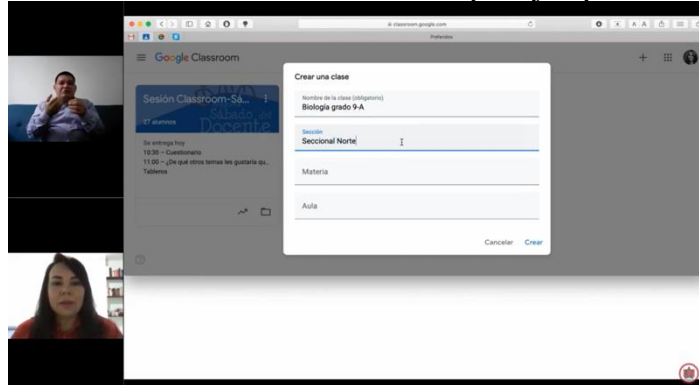 classroom.google.com
Preferidos
Google Classroom
Sesión Classroom-Sá...
27 alumnos
Sábado del
Docente
Se entrega hoy
10:30 – Cuestionario
11:00 – ¿De qué otros temas les gustaría qu...
Tableros
Crear una clase
Nombre de la clase (obligatorio)
Biología grado 9-A
Sección
Seccional Norte
Materia
Aula
Cancelar
Crear